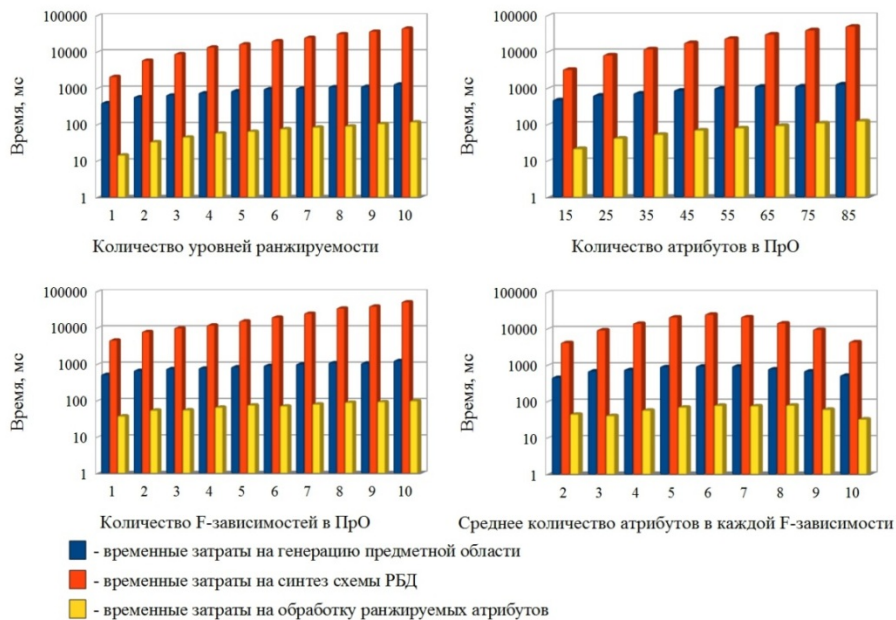 100000
10000
1000
100
10
1
Время, мс
1 2 3 4 5 6 7 8 9 10
Количество уровней ранжируемости
100000
10000
1000
100
10
1
Время, мс
15 25 35 45 55 65 75 85
Количество атрибутов в ПрО
100000
10000
1000
100
10
1
Время, мс
1 2 3 4 5 6 7 8 9 10
Количество F-зависимостей в ПрО
100000
10000
1000
100
10
1
Время, мс
2 3 4 5 6 7 8 9 10
Среднее количество атрибутов в каждой F-зависимости
- временные затраты на генерацию предметной области
- временные затраты на синтез схемы РБД
- временные затраты на обработку ранжируемых атрибутов